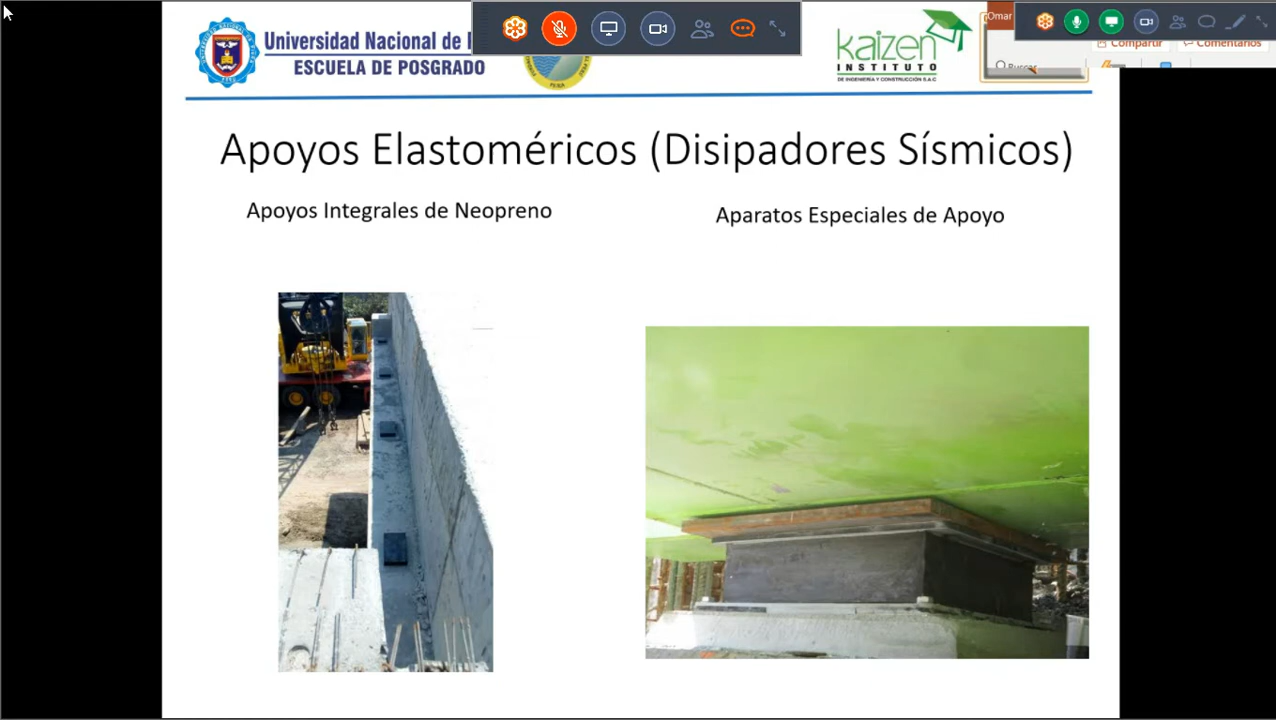 Universidad Nacional de
ESCUELA DE POSGRADO
kaizen
INSTITUTO
DE INGENIERÍA Y CONSTRUCCIÓN S.A.C
Omar
Compartir
Comentarios
Buscar
Apoyos Elastoméricos (Disipadores Sísmicos)
Apoyos Integrales de Neopreno
Aparatos Especiales de Apoyo